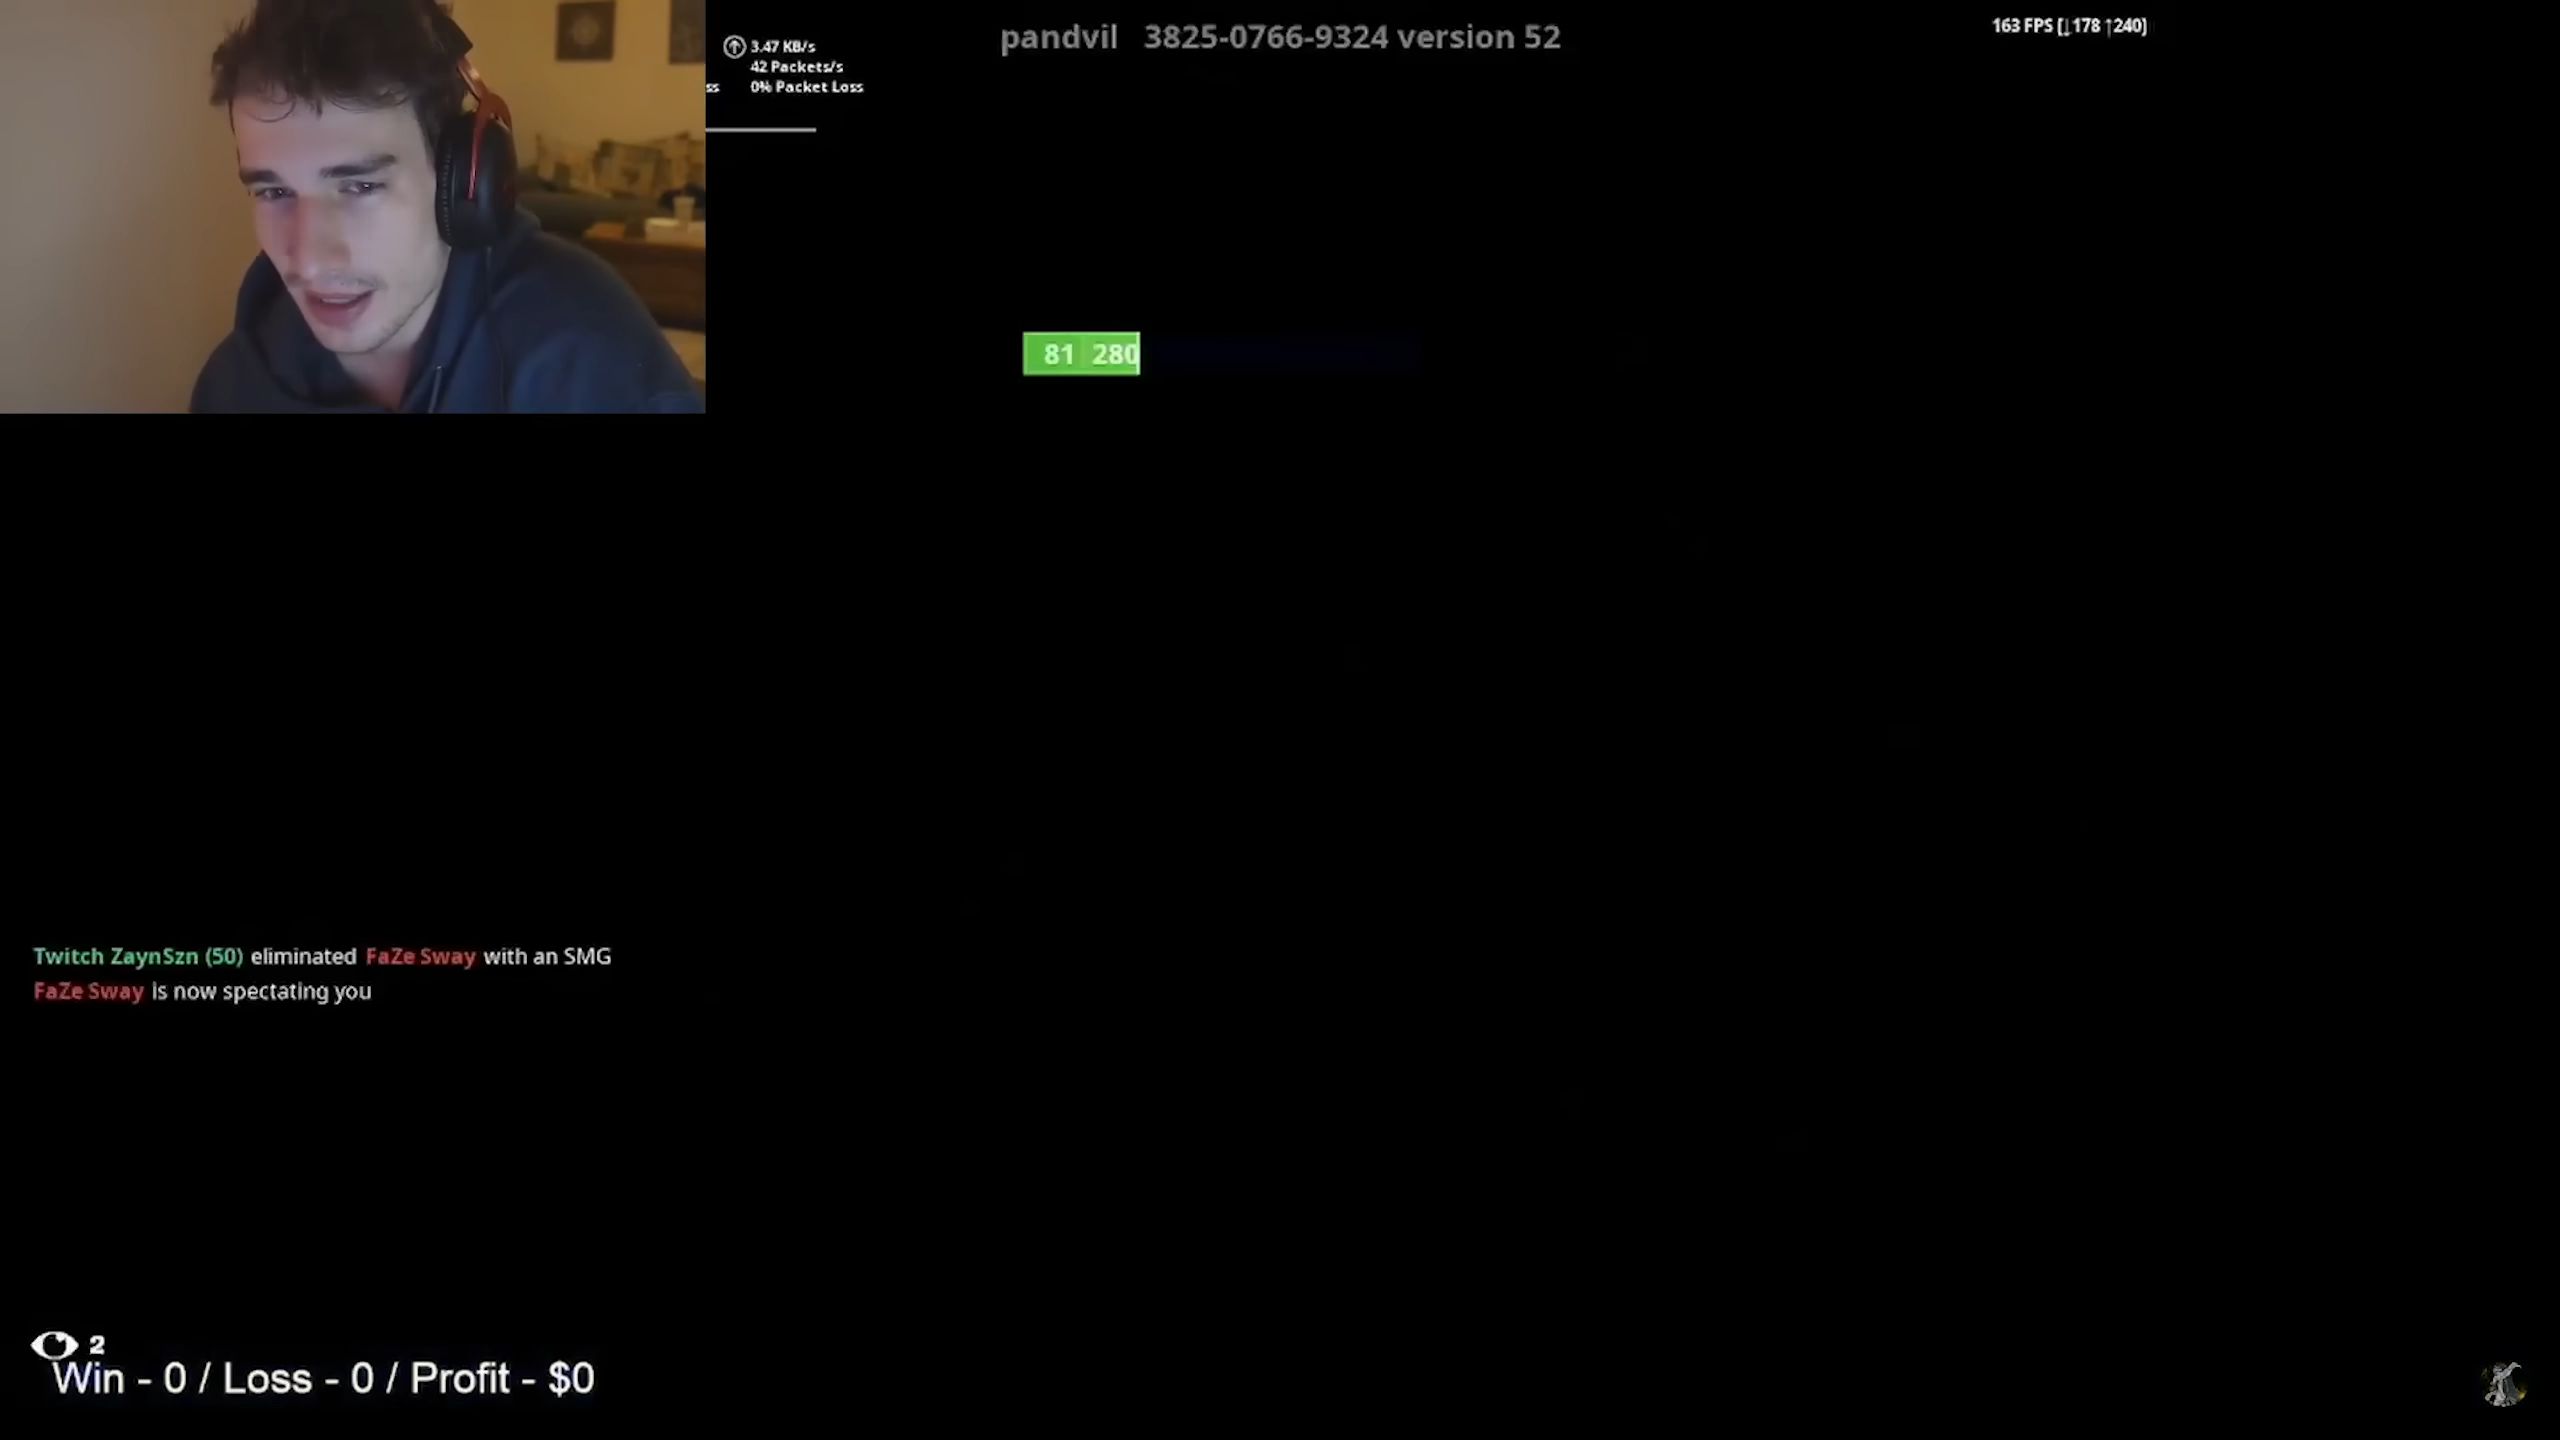 3.47 KB/s
42 Packets/s
ss 0% Packet Loss
pandvil 3825-0766-9324 version 52
163 FPS [↓178 ↑240]
81 280
Twitch ZaynSzn (50) eliminated FaZe Sway with an SMG
FaZe Sway is now spectating you
2
Win - 0 / Loss - 0 / Profit - $0